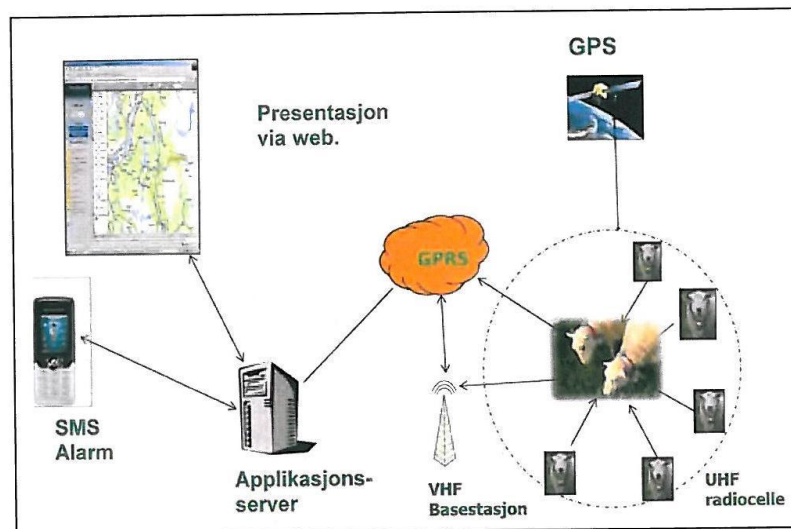 GPS
Presentasjon
via web.
GPRS
SMS
Alarm
Applikasjons-
server
VHF
Basestasjon
UHF
radiocelle